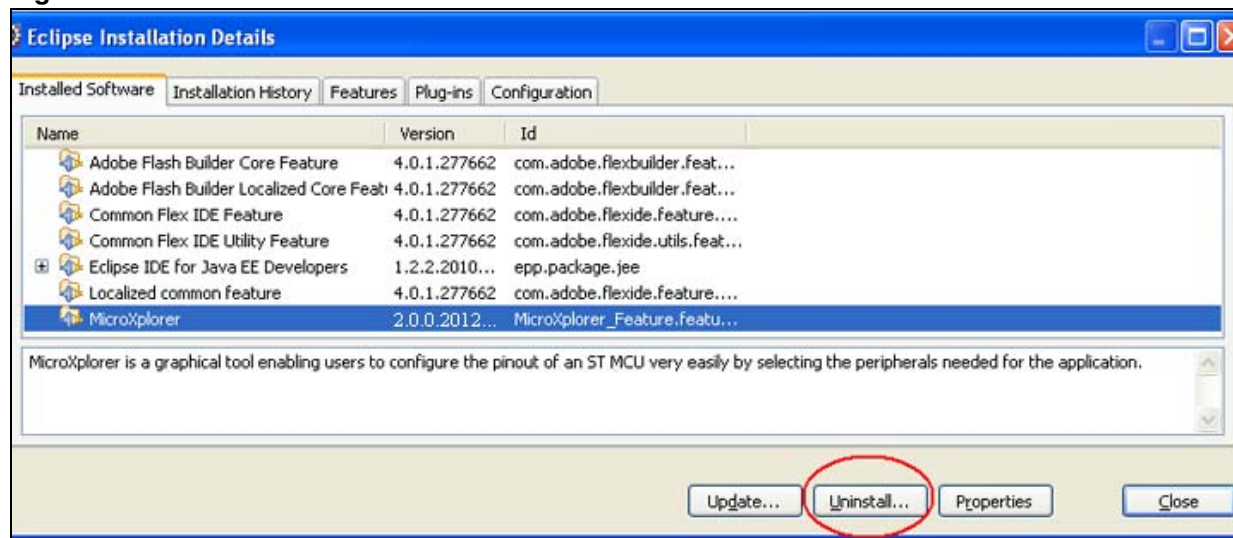 Eclipse Installation Details
Installed Software Installation History Features Plug-ins Configuration
Name Version Id
Adobe Flash Builder Core Feature 4.0.1.277662 com.adobe.flexbuilder.feat...
Adobe Flash Builder Localized Core Feat 4.0.1.277662 com.adobe.flexbuilder.feat...
Common Flex IDE Feature 4.0.1.277662 com.adobe.flexide.feature....
Common Flex IDE Utility Feature 4.0.1.277662 com.adobe.flexide.utils.feat...
Eclipse IDE for Java EE Developers 1.2.2.2010... epp.package.jee
Localized common feature 4.0.1.277662 com.adobe.flexide.feature....
MicroXplorer 2.0.0.2012... MicroXplorer_Feature.featu...
MicroXplorer is a graphical tool enabling users to configure the pinout of an ST MCU very easily by selecting the peripherals needed for the application.
Update... Uninstall... Properties Close